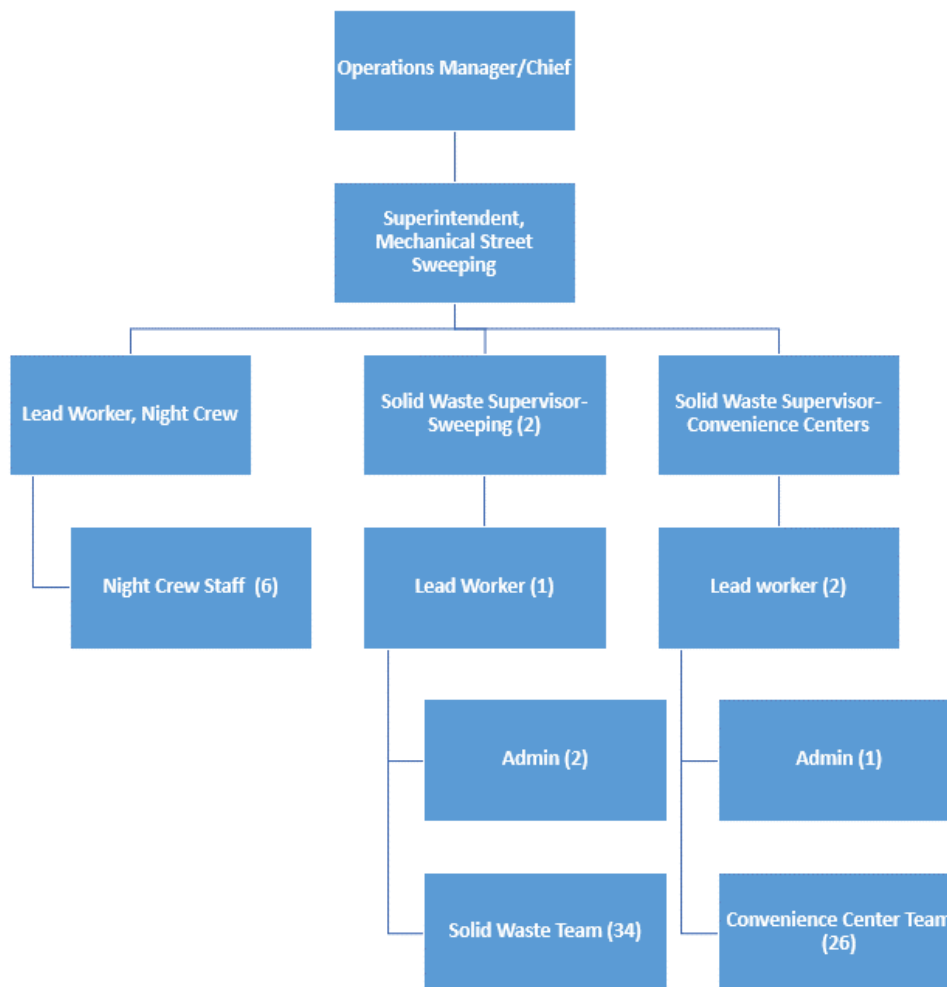 Operations Manager/Chief
Superintendent,
Mechanical Street
Sweeping
Lead Worker, Night Crew
Solid Waste Supervisor-
Sweeping (2)
Solid Waste Supervisor-
Convenience Centers
Night Crew Staff (6)
Lead Worker (1)
Lead worker (2)
Admin (2)
Admin (1)
Solid Waste Team (34)
Convenience Center Team
(26)